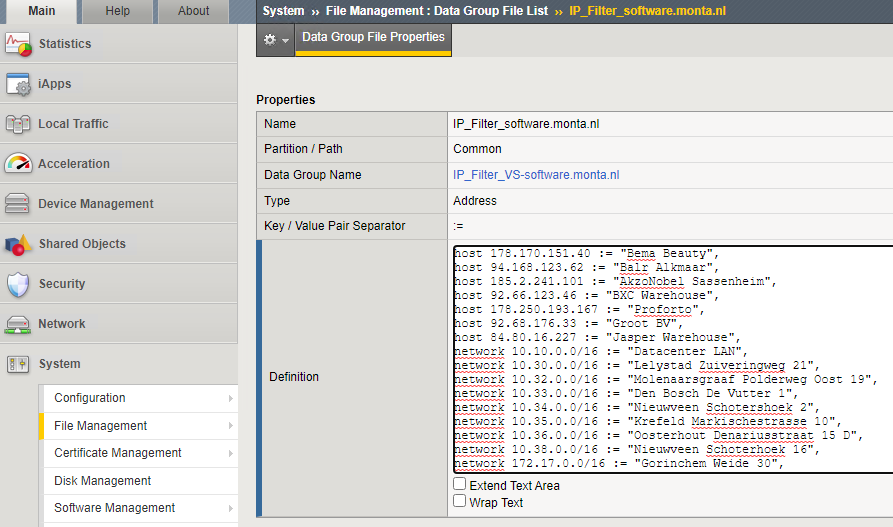 Main Help About
System ›› File Management : Data Group File List ›› IP_Filter_software.monta.nl
Data Group File Properties
Statistics
iApps
Local Traffic
Acceleration
Device Management
Shared Objects
Security
Network
System
Configuration
File Management
Certificate Management
Disk Management
Software Management
Properties
Name IP_Filter_software.monta.nl
Partition / Path Common
Data Group Name IP_Filter_VS-software.monta.nl
Type Address
Key / Value Pair Separator :=
Definition
host 178.170.151.40 := "Bema Beauty",
host 94.168.123.62 := "Balr Alkmaar",
host 185.2.241.101 := "AkzoNobel Sassenheim",
host 92.66.123.46 := "BXC Warehouse",
host 178.250.193.167 := "Proforto",
host 92.68.176.33 := "Groot BV",
host 84.80.16.227 := "Jasper Warehouse",
network 10.10.0.0/16 := "Datacenter LAN",
network 10.30.0.0/16 := "Lelystad Zuiveringweg 21",
network 10.32.0.0/16 := "Molenaarsgraaf Polderweg Oost 19",
network 10.33.0.0/16 := "Den Bosch De Vutter 1",
network 10.34.0.0/16 := "Nieuwveen Schotershoek 2",
network 10.35.0.0/16 := "Krefeld Markischestrasse 10",
network 10.36.0.0/16 := "Oosterhout Denariusstraat 15 D",
network 10.38.0.0/16 := "Nieuwveen Schoterhoek 16",
network 172.17.0.0/16 := "Gorinchem Weide 30",
Extend Text Area
Wrap Text